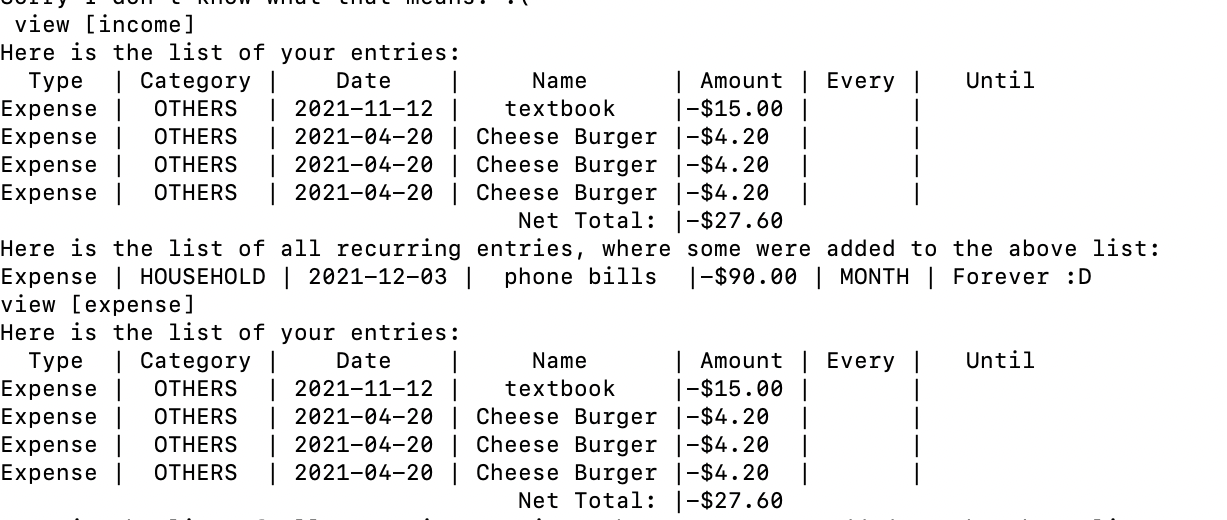 Sorry I don't know what that means. :(
 view [income]
Here is the list of your entries:
  Type  | Category |    Date    |     Name      | Amount | Every |   Until
Expense |  OTHERS  | 2021-11-12 |   textbook    |-$15.00 |       |
Expense |  OTHERS  | 2021-04-20 | Cheese Burger |-$4.20  |       |
Expense |  OTHERS  | 2021-04-20 | Cheese Burger |-$4.20  |       |
Expense |  OTHERS  | 2021-04-20 | Cheese Burger |-$4.20  |       |
                                     Net Total: |-$27.60
Here is the list of all recurring entries, where some were added to the above list:
Expense | HOUSEHOLD | 2021-12-03 |  phone bills  |-$90.00 | MONTH | Forever :D
view [expense]
Here is the list of your entries:
  Type  | Category |    Date    |     Name      | Amount | Every |   Until
Expense |  OTHERS  | 2021-11-12 |   textbook    |-$15.00 |       |
Expense |  OTHERS  | 2021-04-20 | Cheese Burger |-$4.20  |       |
Expense |  OTHERS  | 2021-04-20 | Cheese Burger |-$4.20  |       |
Expense |  OTHERS  | 2021-04-20 | Cheese Burger |-$4.20  |       |
                                     Net Total: |-$27.60